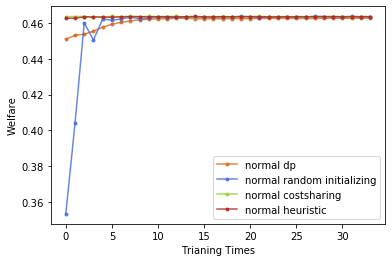 0.46
0.44
0.42
0.40
0.38
0.36
Welfare
0
5
10
15
20
25
30
Trianing Times
normal dp
normal random initializing
normal costsharing
normal heuristic